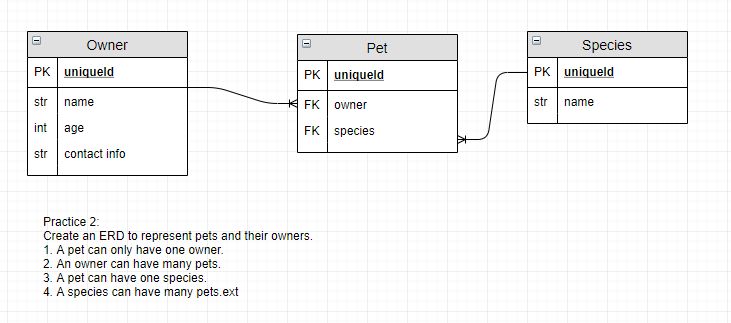 Owner
PK uniqueId
str name
int age
str contact info
Pet
PK uniqueId
FK owner
FK species
Species
PK uniqueId
str name
Practice 2:
Create an ERD to represent pets and their owners.
1. A pet can only have one owner.
2. An owner can have many pets.
3. A pet can have one species.
4. A species can have many pets.ext